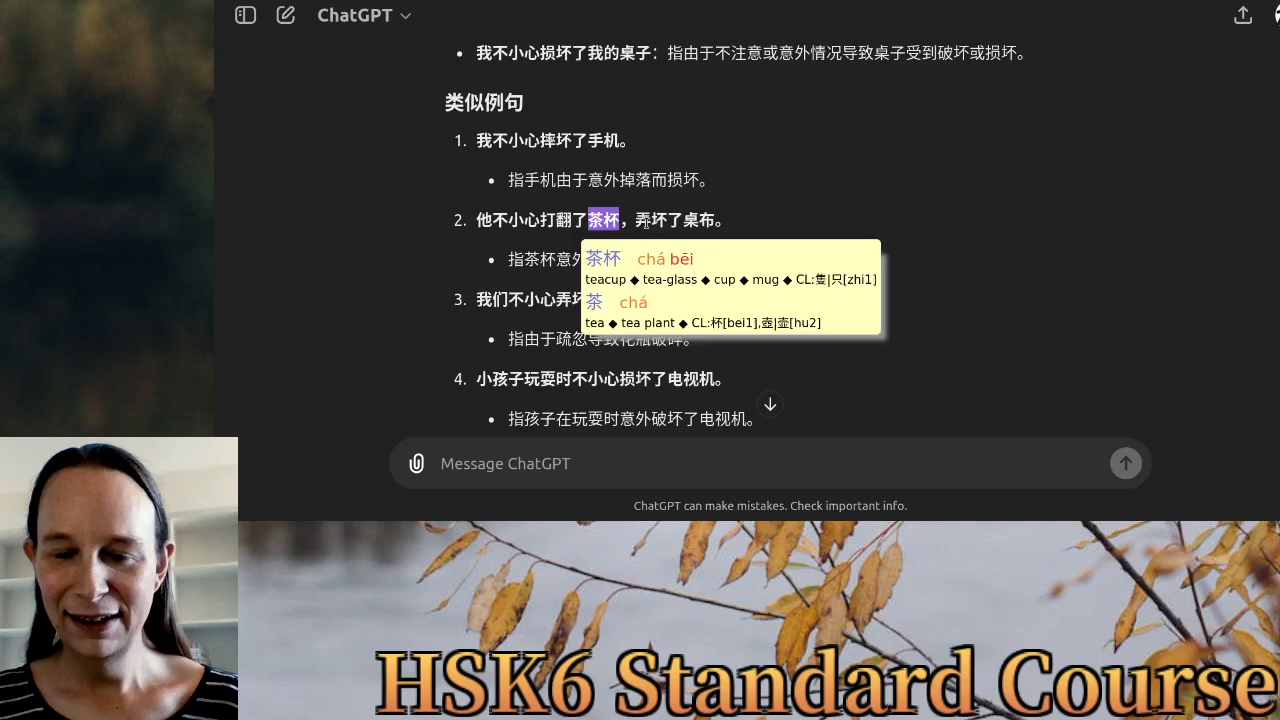 ChatGPT
• 我不小心损坏了我的桌子：指由于不注意或意外情况导致桌子受到破坏或损坏。
类似例句
1. 我不小心摔坏了手机。
• 指手机由于意外掉落而损坏。
2. 他不小心打翻了茶杯，弄坏了桌布。
• 指茶杯意外
茶杯 chá bēi
teacup ◆ tea-glass ◆ cup ◆ mug ◆ CL:隻|只[zhi1]
茶 chá
tea ◆ tea plant ◆ CL:杯[bei1],壺|壶[hu2]
3. 我们不小心弄坏
• 指由于疏忽导致花瓶破碎。
4. 小孩子玩耍时不小心损坏了电视机。
• 指孩子在玩耍时意外破坏了电视机。
Message ChatGPT
ChatGPT can make mistakes. Check important info.
HSK6 Standard Course